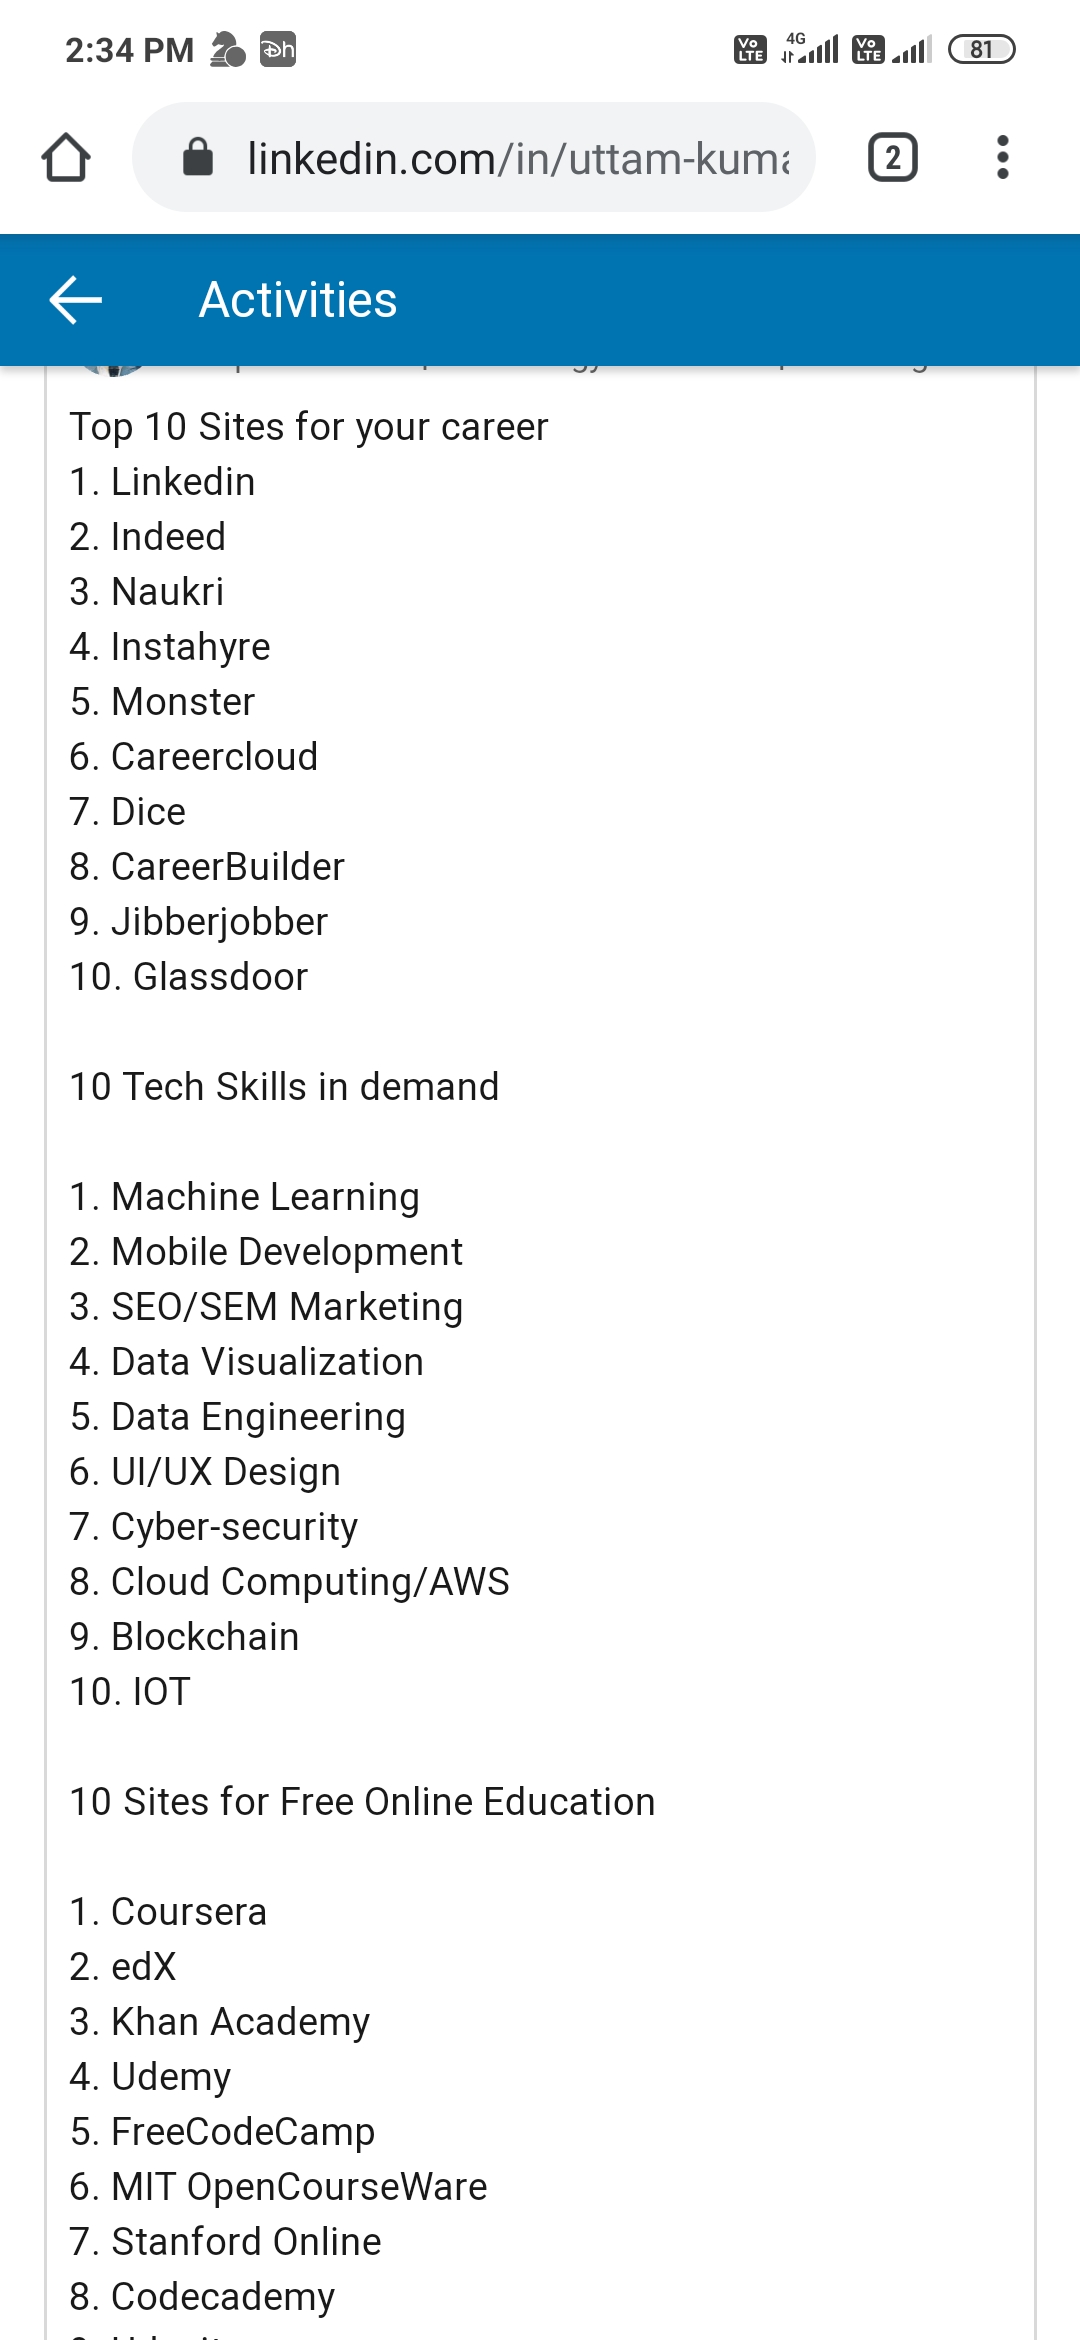 2:34 PM
Dh
Vo LTE
4G
Vo LTE
81
linkedin.com/in/uttam-kuma
2
Activities
Top 10 Sites for your career
1. Linkedin
2. Indeed
3. Naukri
4. Instahyre
5. Monster
6. Careercloud
7. Dice
8. CareerBuilder
9. Jibberjobber
10. Glassdoor
10 Tech Skills in demand
1. Machine Learning
2. Mobile Development
3. SEO/SEM Marketing
4. Data Visualization
5. Data Engineering
6. UI/UX Design
7. Cyber-security
8. Cloud Computing/AWS
9. Blockchain
10. IOT
10 Sites for Free Online Education
1. Coursera
2. edX
3. Khan Academy
4. Udemy
5. FreeCodeCamp
6. MIT OpenCourseWare
7. Stanford Online
8. Codecademy